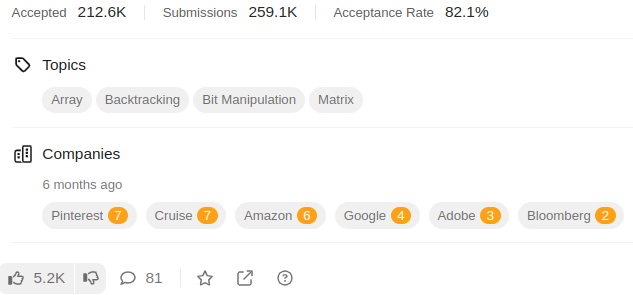 Accepted 212.6K Submissions 259.1K Acceptance Rate 82.1%
Topics
Array Backtracking Bit Manipulation Matrix
Companies
6 months ago
Pinterest 7 Cruise 7 Amazon 6 Google 4 Adobe 3 Bloomberg 2
5.2K 81